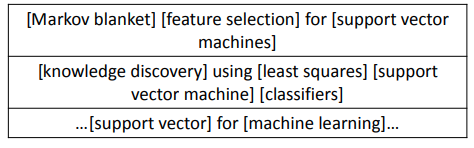 [Markov blanket] [feature selection] for [support vector
machines]
[knowledge discovery] using [least squares] [support
vector machine] [classifiers]
…[support vector] for [machine learning]…